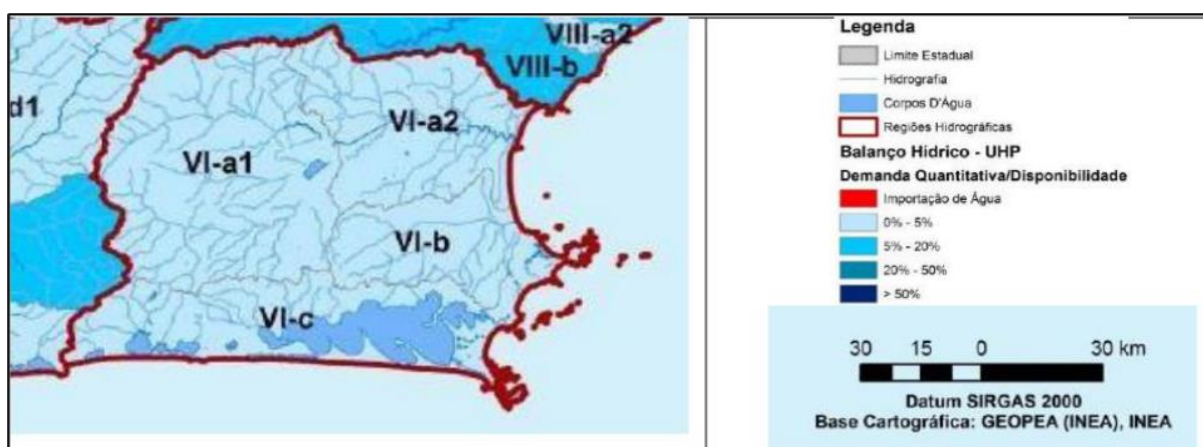 VIII-a2
VIII-b
d1
VI-a2
VI-a1
VI-b
VI-c
Legenda
Limite Estadual
Hidrografia
Corpos D'Água
Regiões Hidrográficas
Balanço Hídrico - UHP
Demanda Quantitativa/Disponibilidade
Importação de Água
0% - 5%
5% - 20%
20% - 50%
> 50%
30 15 0 30 km
Datum SIRGAS 2000
Base Cartográfica: GEOPEA (INEA), INEA